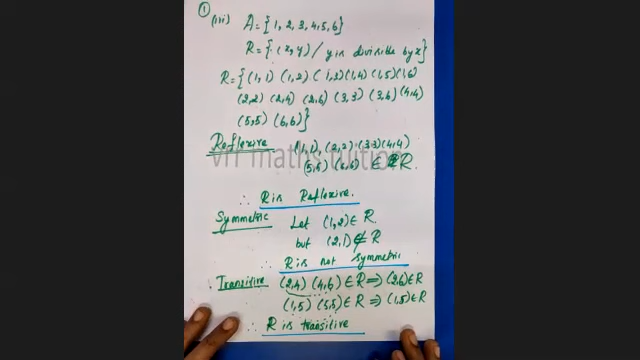 ① (iii) A = {1, 2, 3, 4, 5, 6}
R = {(x, y) / y is divisible by x}
R = {(1, 1) (1, 2) (1, 3) (1, 4) (1, 5) (1, 6)
(2, 2) (2, 4) (2, 6) (3, 3) (3, 6) (4, 4)
(5, 5) (6, 6)}
Reflexive (1, 1), (2, 2) (3, 3) (4, 4)
(5, 5) (6, 6) ∈ R.
maths tuition
∴ R is Reflexive.
Symmetric Let (1, 2) ∈ R.
but (2, 1) ∉ R
∴ R is not symmetric
Transitive (2, 4) (4, 6) ∈ R ⟹ (2, 6) ∈ R
(1, 5) (5, 5) ∈ R ⟹ (1, 5) ∈ R
∴ R is transitive